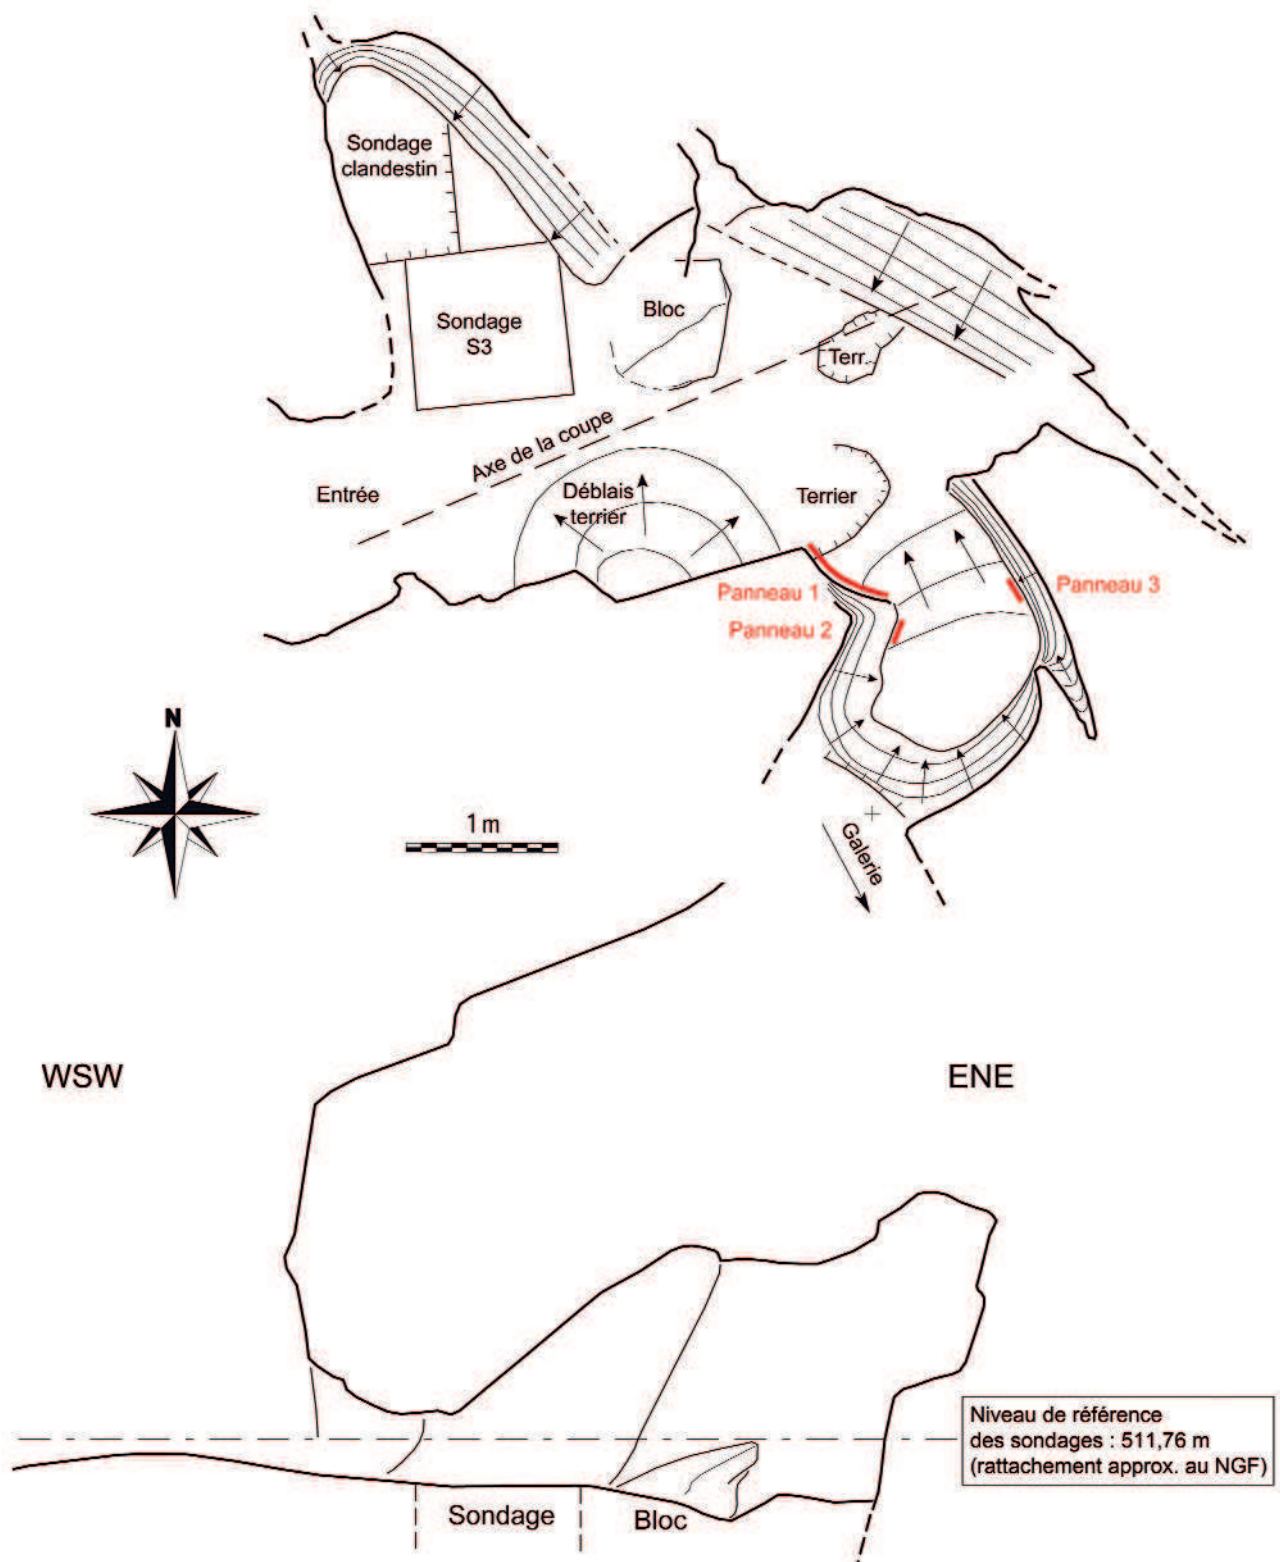 Sondage
clandestin
Sondage
S3
Bloc
Terr.
Axe de la coupe
Entrée
Déblais
terrier
Terrier
Panneau 1
Panneau 2
Panneau 3
N
1 m
Galerie
WSW
ENE
Niveau de référence
des sondages : 511,76 m
(rattachement approx. au NGF)
Sondage
Bloc